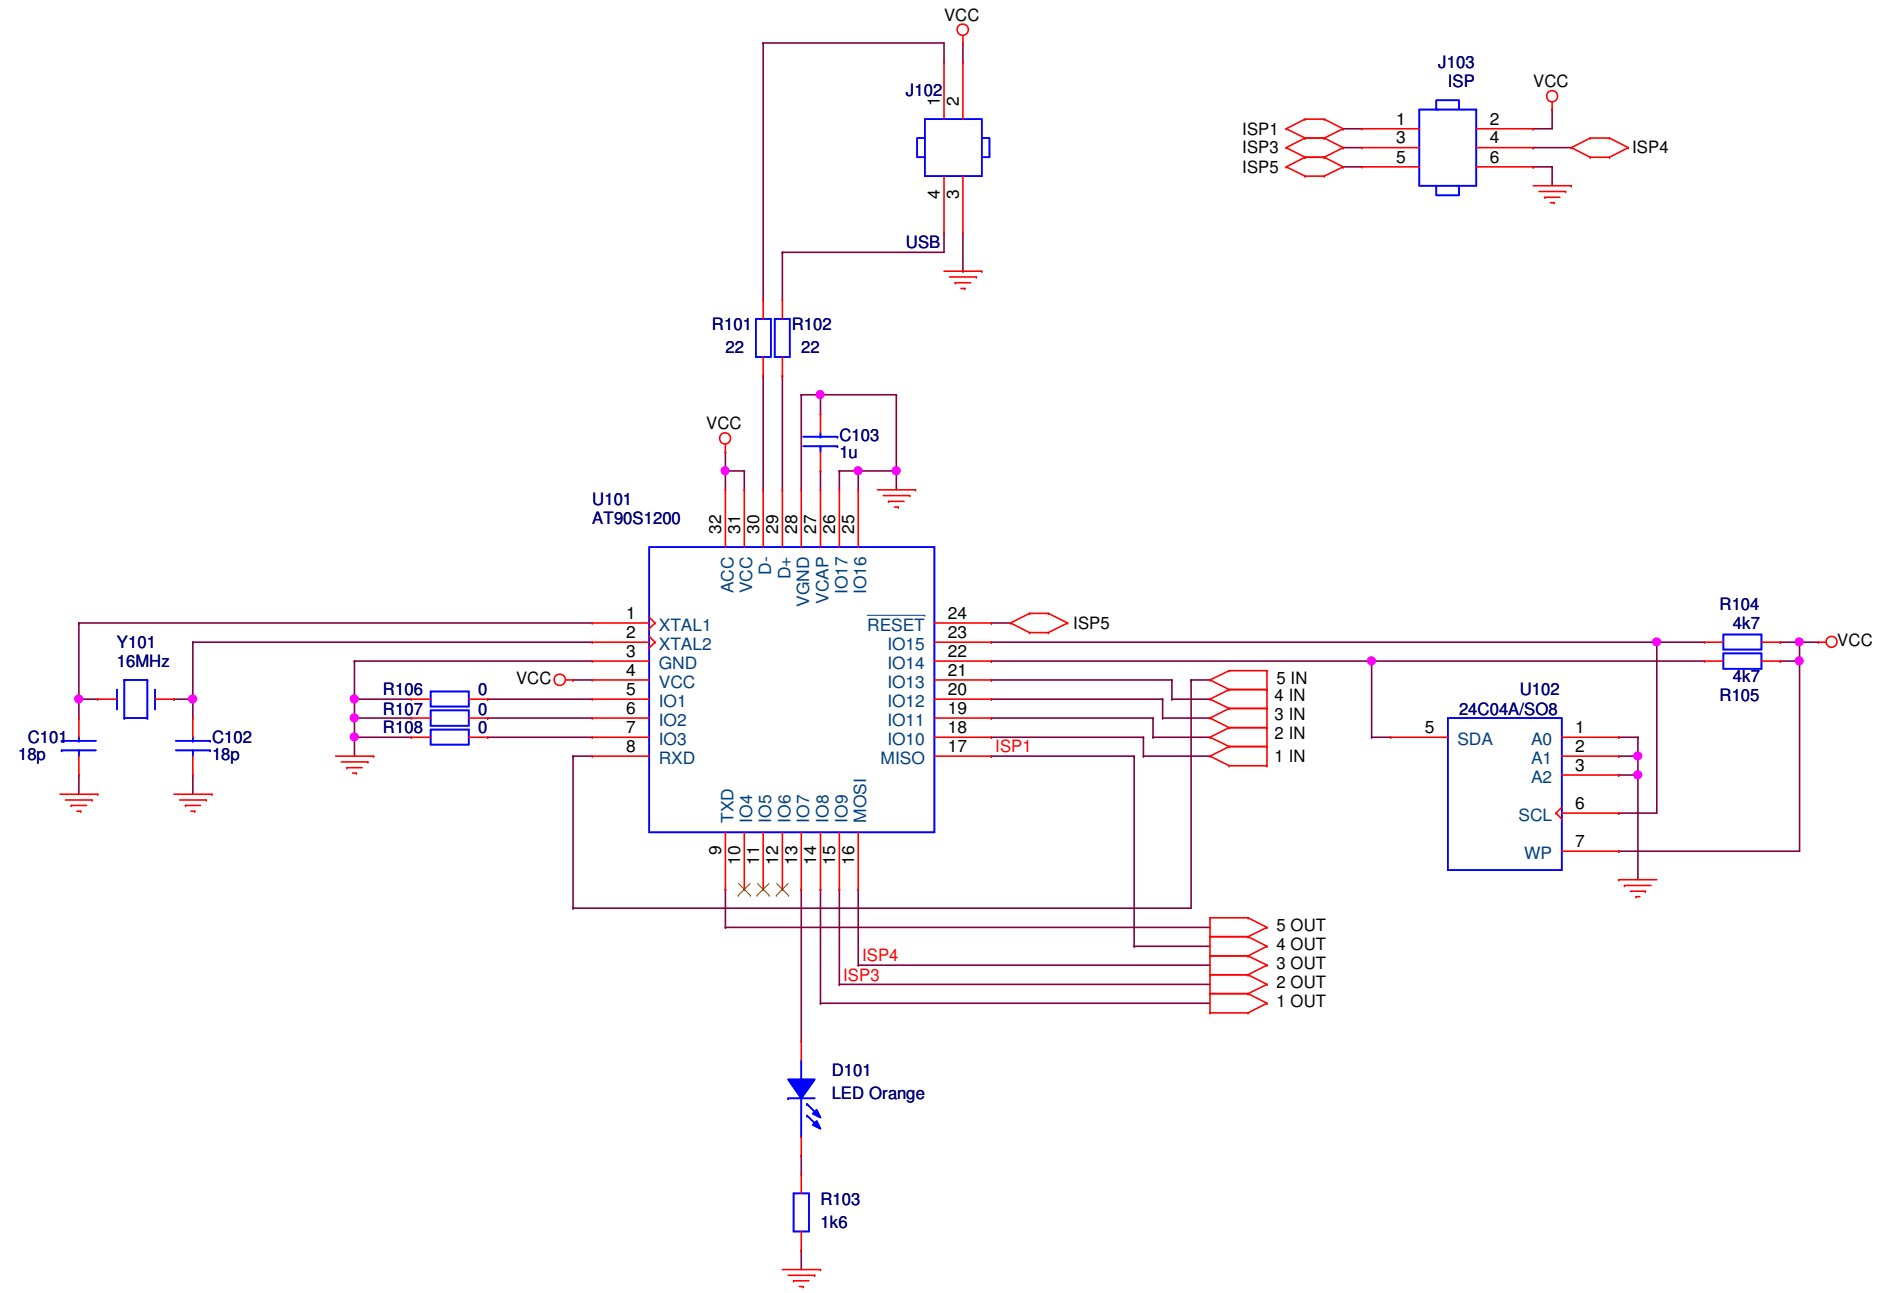 VCC
J102
1
2
4
3
USB
J103
ISP
VCC
ISP1
1
2
ISP3
3
4
ISP4
ISP5
5
6
R101
22
R102
22
VCC
C103
1u
U101
AT90S1200
32
31
30
29
28
27
26
25
ACC
VCC
D-
D+
VGND
VCAP
IO17
IO16
1
XTAL1
2
XTAL2
3
GND
VCC
4
VCC
5
IO1
6
IO2
7
IO3
8
RXD
Y101
16MHz
C101
18p
C102
18p
R106
0
R107
0
R108
0
RESET
24
ISP5
IO15
23
IO14
22
IO13
21
IO12
20
IO11
19
IO10
18
MISO
17
ISP1
5 IN
4 IN
3 IN
2 IN
1 IN
R104
4k7
VCC
4k7
R105
U102
24C04A/SO8
5
SDA
A0
1
A1
2
A2
3
SCL
6
WP
7
TXD
IO4
IO5
IO6
IO7
IO8
IO9
MOSI
9
10
11
12
13
14
15
16
5 OUT
4 OUT
ISP4
3 OUT
ISP3
2 OUT
1 OUT
D101
LED Orange
R103
1k6